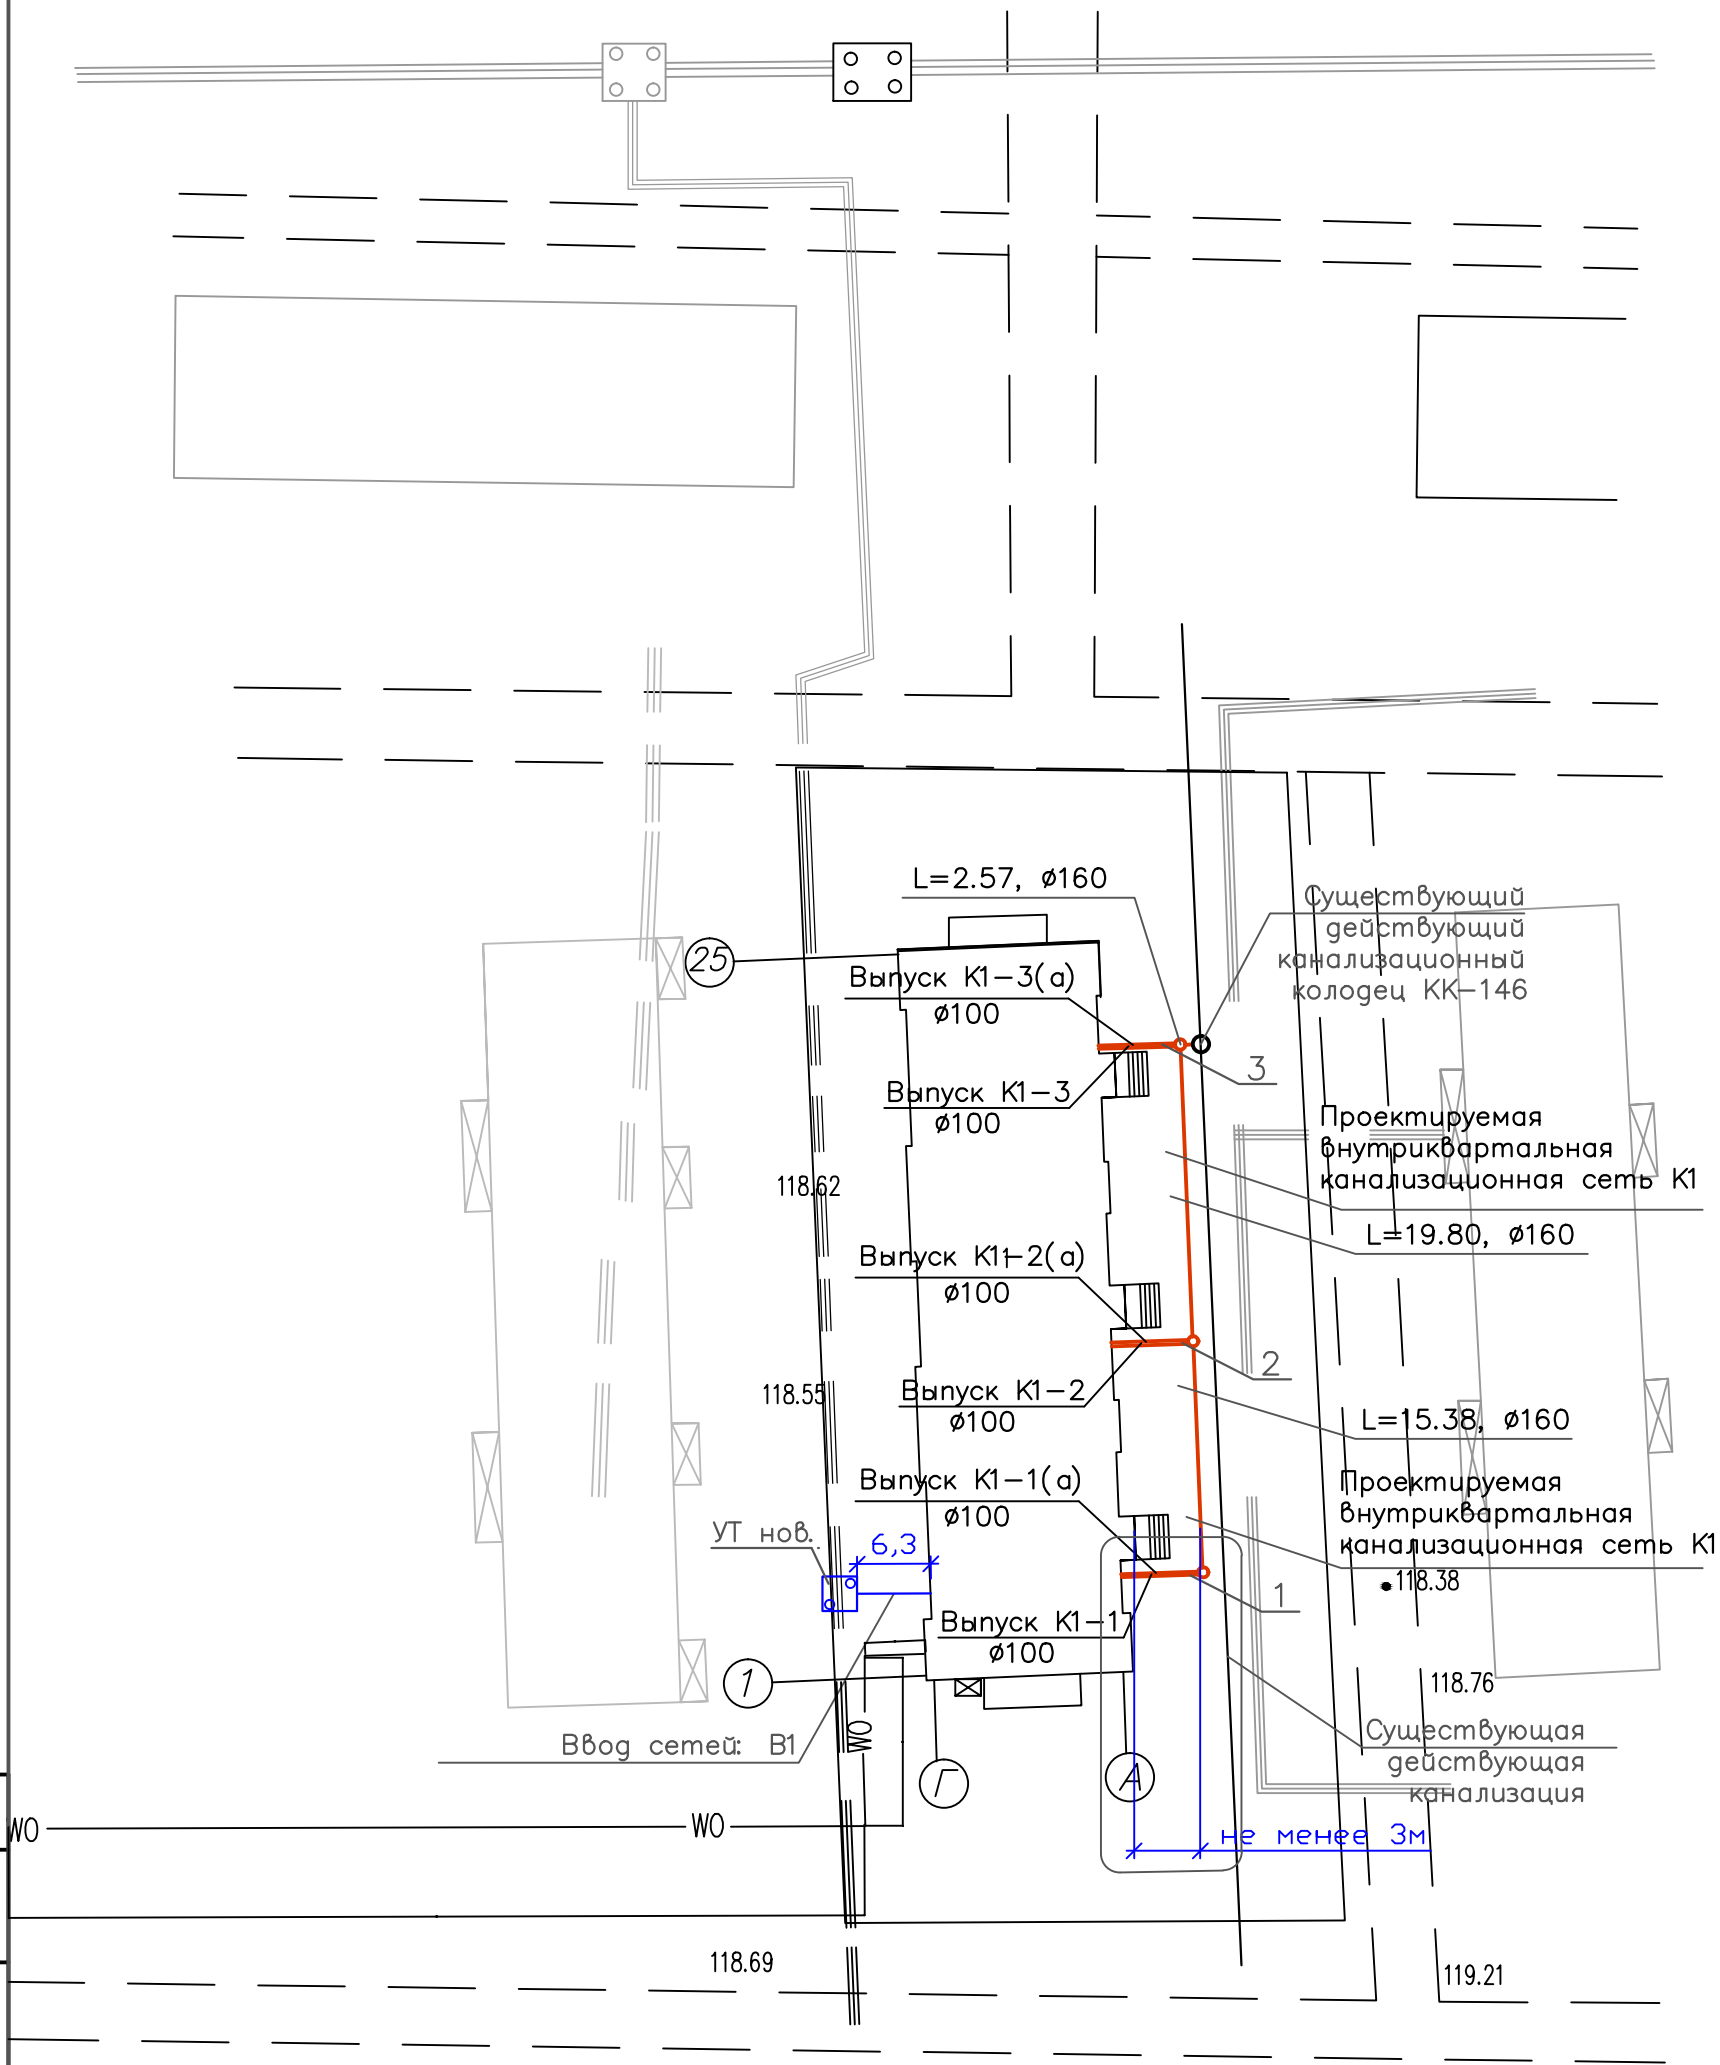 L=2.57, ø160
Существующий
действующий
канализационный
колодец КК-146
25
Выпуск К1-3(а)
ø100
3
Выпуск К1-3
ø100
Проектируемая
внутриквартальная
канализационная сеть К1
118.62
L=19.80, ø160
Выпуск К1-2(а)
ø100
2
118.55
Выпуск К1-2
ø100
L=15.38, ø160
Выпуск К1-1(а)
ø100
Проектируемая
внутриквартальная
канализационная сеть К1
УТ нов.
6,3
118.38
1
Выпуск К1-1
ø100
1
118.76
WO
Существующая
действующая
канализация
Ввод сетей: В1
Г
А
WO
WO
не менее 3м
118.69
119.21